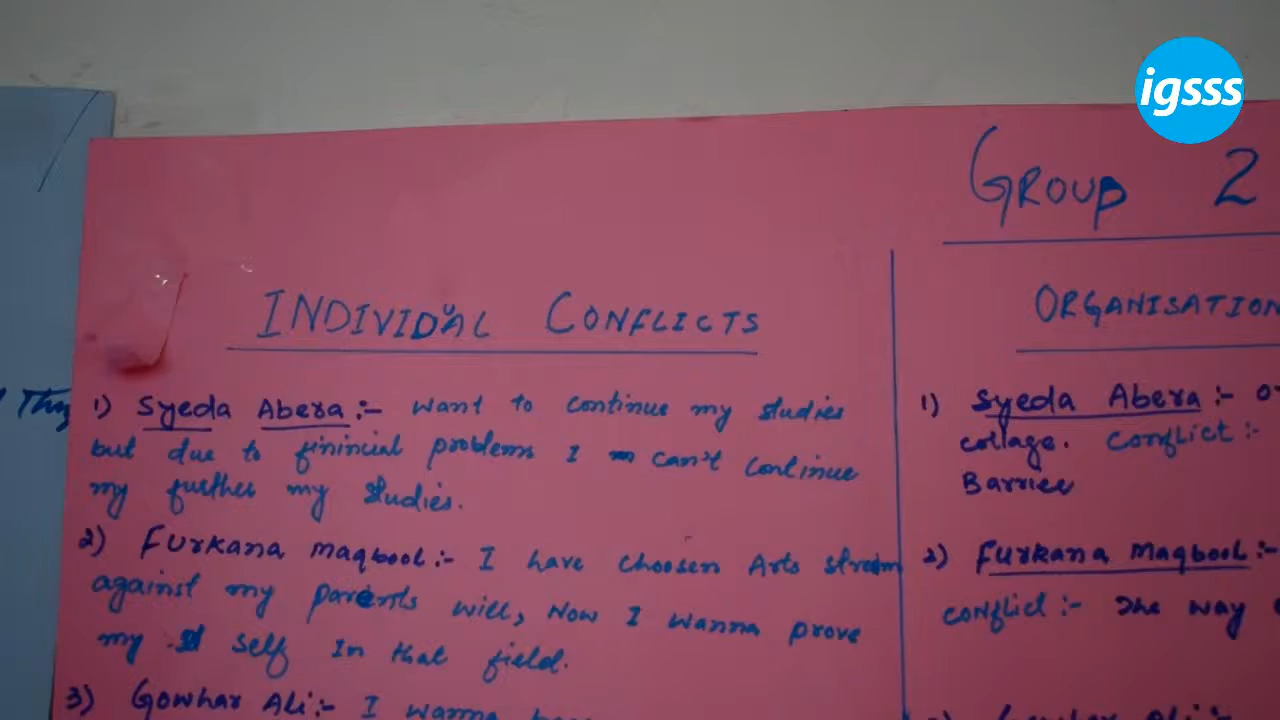 igsss
GROUP 2
INDIVIDUAL CONFLICTS
1) Syeda Abera :- want to continue my studies
but due to finincial problems I can't continue
my further my studies.
2) Furkana maqbool :- I have choosen Arts stream
against my parents will, Now I wanna prove
my self In that field.
3) Gowhar Ali :- I wanna
ORGANISATION
1) Syeda Abera :-
collage. conflict :-
Barrier
2) Furkana Maqbool :-
conflict :- The way